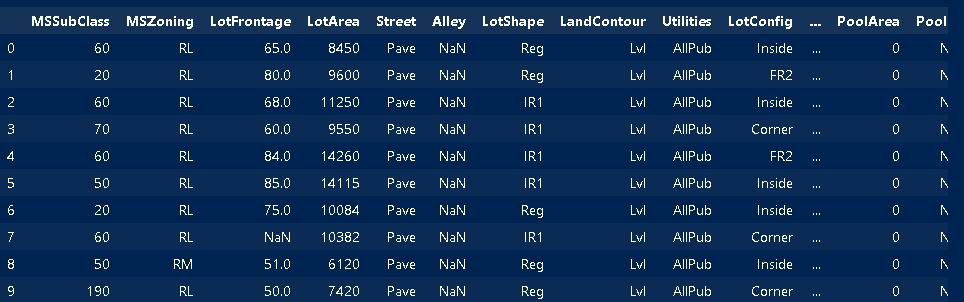 MSSubClass MSZoning LotFrontage LotArea Street Alley LotShape LandContour Utilities LotConfig ... PoolArea Pool
0 60 RL 65.0 8450 Pave NaN Reg Lvl AllPub Inside ... 0 N
1 20 RL 80.0 9600 Pave NaN Reg Lvl AllPub FR2 ... 0 N
2 60 RL 68.0 11250 Pave NaN IR1 Lvl AllPub Inside ... 0 N
3 70 RL 60.0 9550 Pave NaN IR1 Lvl AllPub Corner ... 0 N
4 60 RL 84.0 14260 Pave NaN IR1 Lvl AllPub FR2 ... 0 N
5 50 RL 85.0 14115 Pave NaN IR1 Lvl AllPub Inside ... 0 N
6 20 RL 75.0 10084 Pave NaN Reg Lvl AllPub Inside ... 0 N
7 60 RL NaN 10382 Pave NaN IR1 Lvl AllPub Corner ... 0 N
8 50 RM 51.0 6120 Pave NaN Reg Lvl AllPub Inside ... 0 N
9 190 RL 50.0 7420 Pave NaN Reg Lvl AllPub Corner ... 0 N